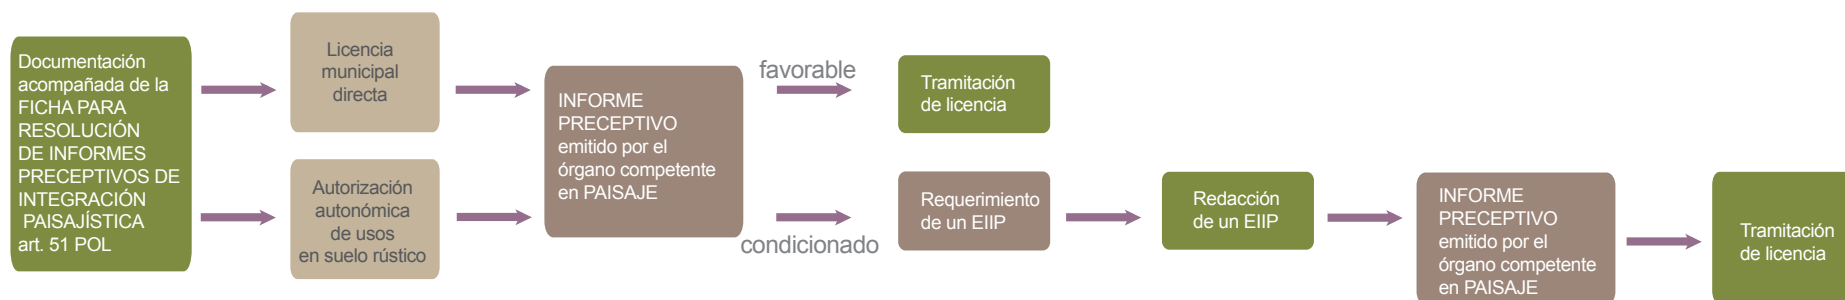 Documentación
acompañada de la
FICHA PARA
RESOLUCIÓN
DE INFORMES
PRECEPTIVOS DE
INTEGRACIÓN
PAISAJÍSTICA
art. 51 POL
Licencia
municipal
directa
Autorización
autonómica
de usos
en suelo rústico
INFORME
PRECEPTIVO
emitido por el
órgano competente
en PAISAJE
favorable
Tramitación
de licencia
condicionado
Requerimiento
de un EIIP
Redacción
de un EIIP
INFORME
PRECEPTIVO
emitido por el
órgano competente
en PAISAJE
Tramitación
de licencia